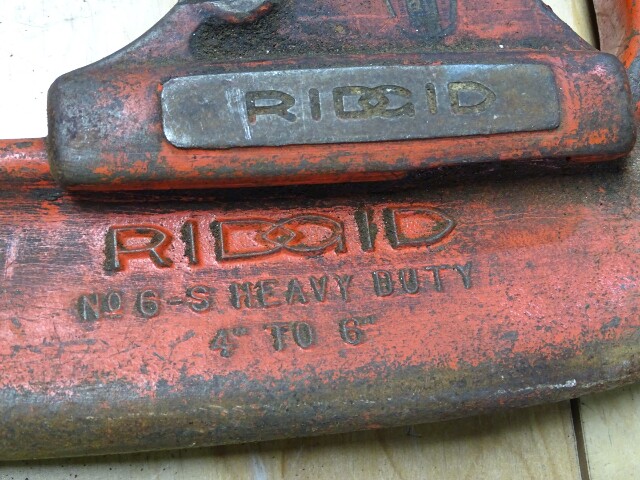 RIDGID
RIDGID
No 6-S HEAVY DUTY
4" TO 6"